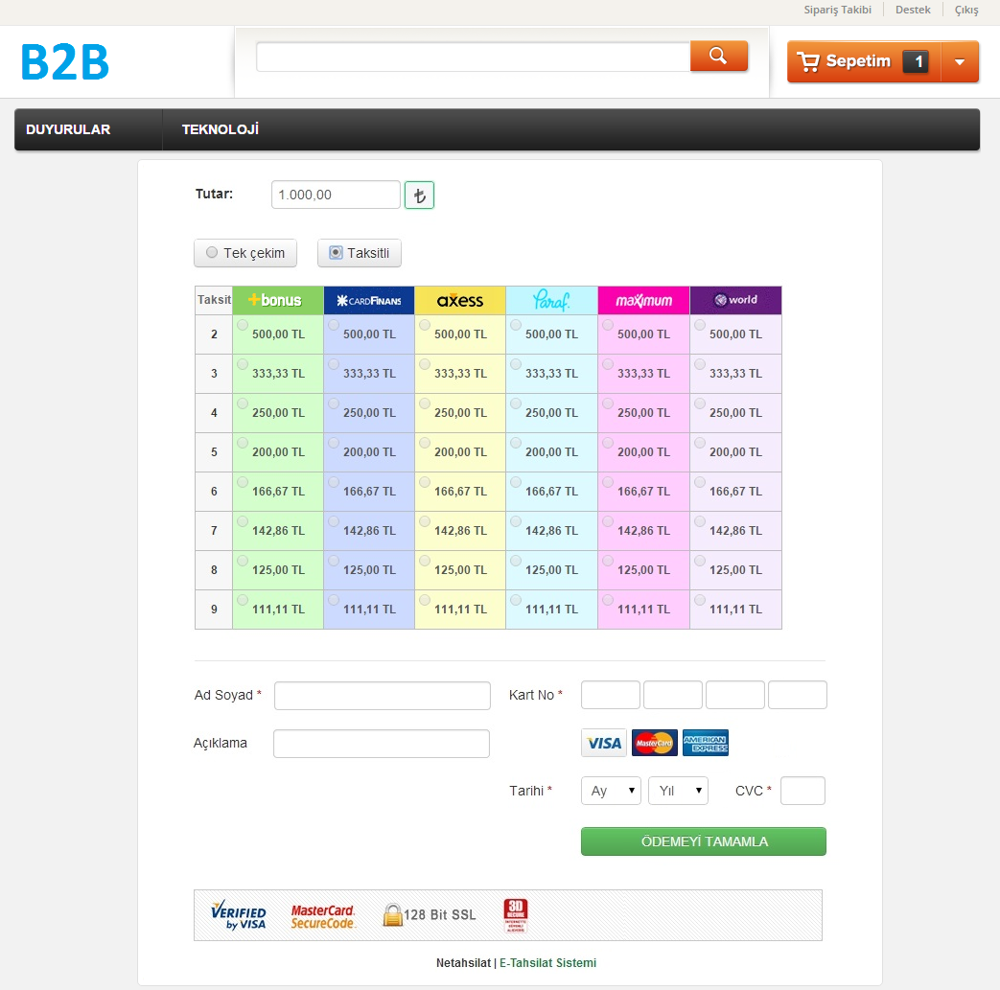 Sipariş Takibi Destek Çıkış
B2B
Sepetim 1
DUYURULAR TEKNOLOJİ
Tutar: 1.000,00 ₺
Tek çekim Taksitli
Taksit +bonus CARDFINANS axess Paraf. maximum world
2 500,00 TL 500,00 TL 500,00 TL 500,00 TL 500,00 TL 500,00 TL
3 333,33 TL 333,33 TL 333,33 TL 333,33 TL 333,33 TL 333,33 TL
4 250,00 TL 250,00 TL 250,00 TL 250,00 TL 250,00 TL 250,00 TL
5 200,00 TL 200,00 TL 200,00 TL 200,00 TL 200,00 TL 200,00 TL
6 166,67 TL 166,67 TL 166,67 TL 166,67 TL 166,67 TL 166,67 TL
7 142,86 TL 142,86 TL 142,86 TL 142,86 TL 142,86 TL 142,86 TL
8 125,00 TL 125,00 TL 125,00 TL 125,00 TL 125,00 TL 125,00 TL
9 111,11 TL 111,11 TL 111,11 TL 111,11 TL 111,11 TL 111,11 TL
Ad Soyad * Kart No *
Açıklama VISA MasterCard AMERICAN EXPRESS
Tarihi * Ay Yıl CVC *
ÖDEMEYİ TAMAMLA
VERIFIED by VISA
MasterCard. SecureCode.
128 Bit SSL
3D SECURE
Netahsilat | E-Tahsilat Sistemi